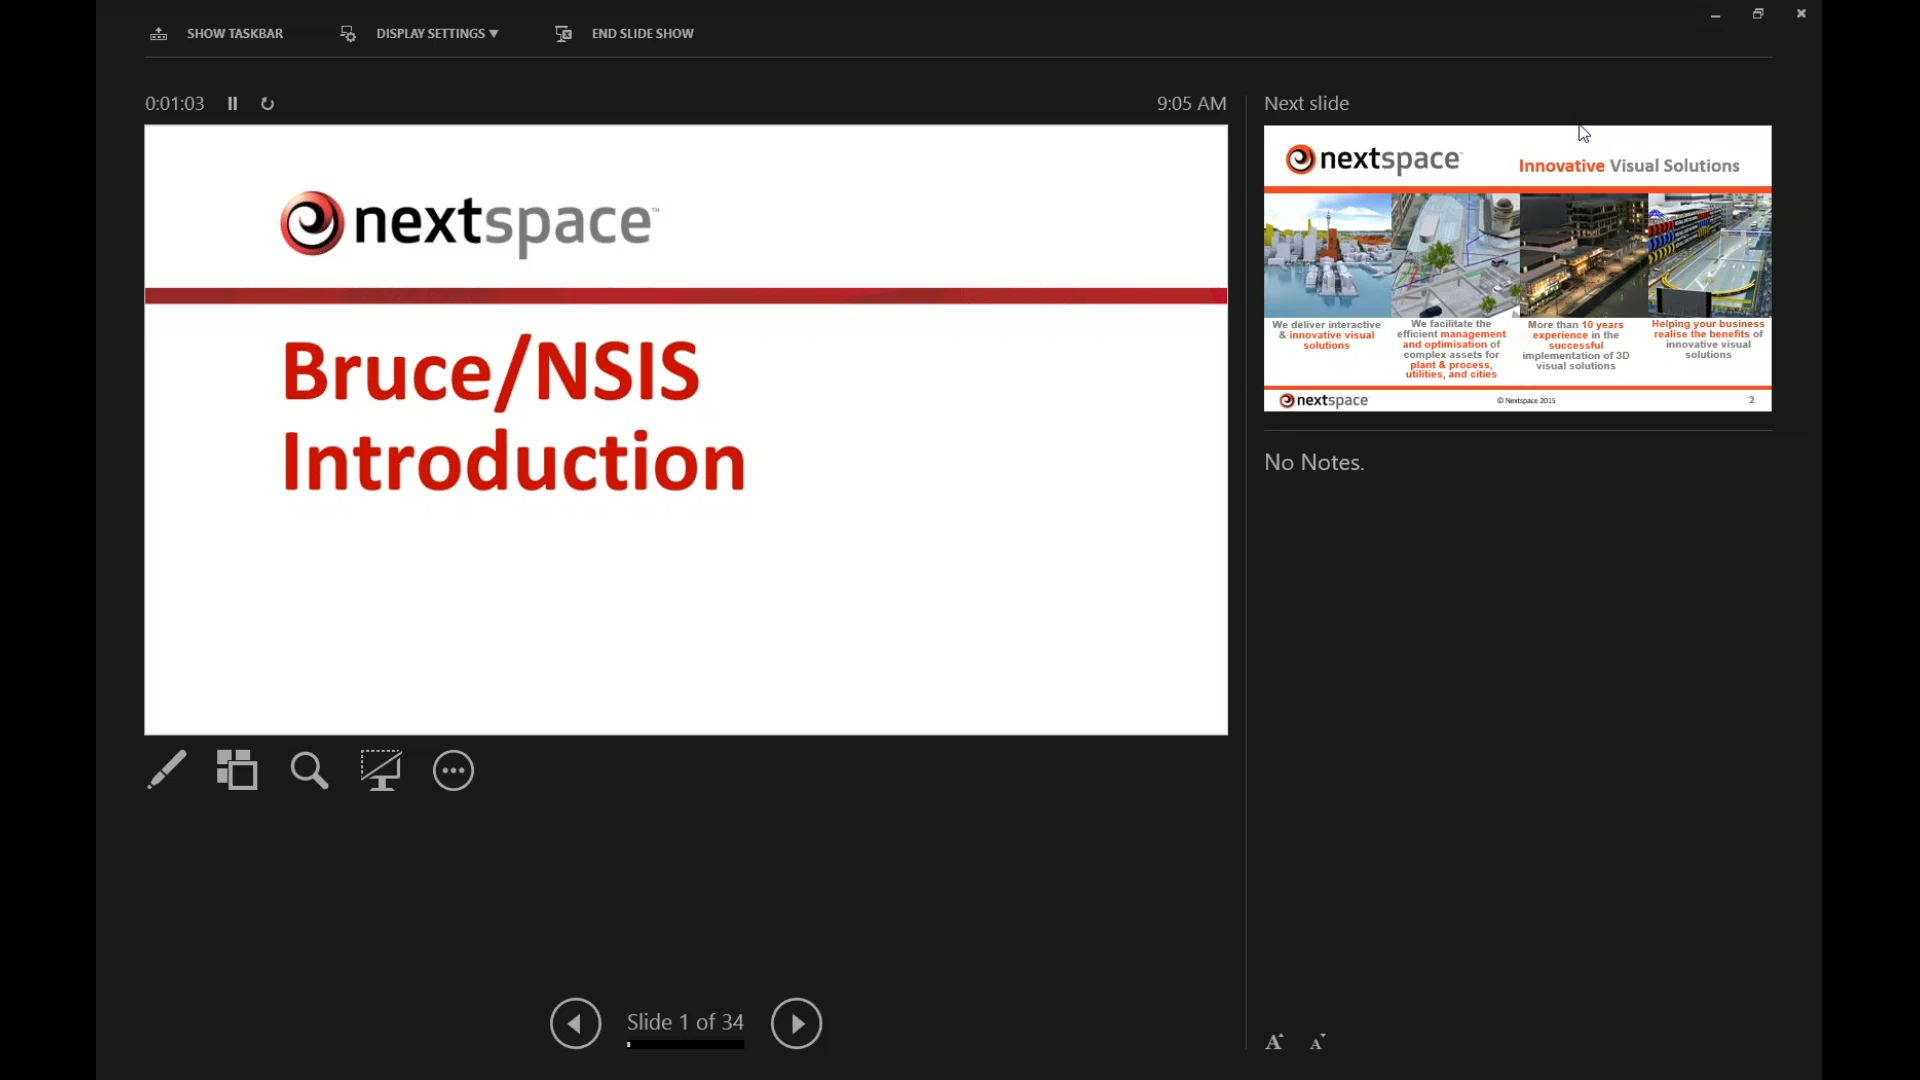 SHOW TASKBAR
DISPLAY SETTINGS ▼
END SLIDE SHOW
0:01:03
9:05 AM
nextspace™
Bruce/NSIS
Introduction
Slide 1 of 34
Next slide
nextspace™
Innovative Visual Solutions
We deliver interactive
& innovative visual
solutions
We facilitate the
efficient management
and optimisation of
complex assets for
plant & process,
utilities, and cities
More than 10 years
experience in the
successful
implementation of 3D
visual solutions
Helping your business
realise the benefits of
innovative visual
solutions
nextspace
© Nextspace 2015
2
No Notes.
A
A